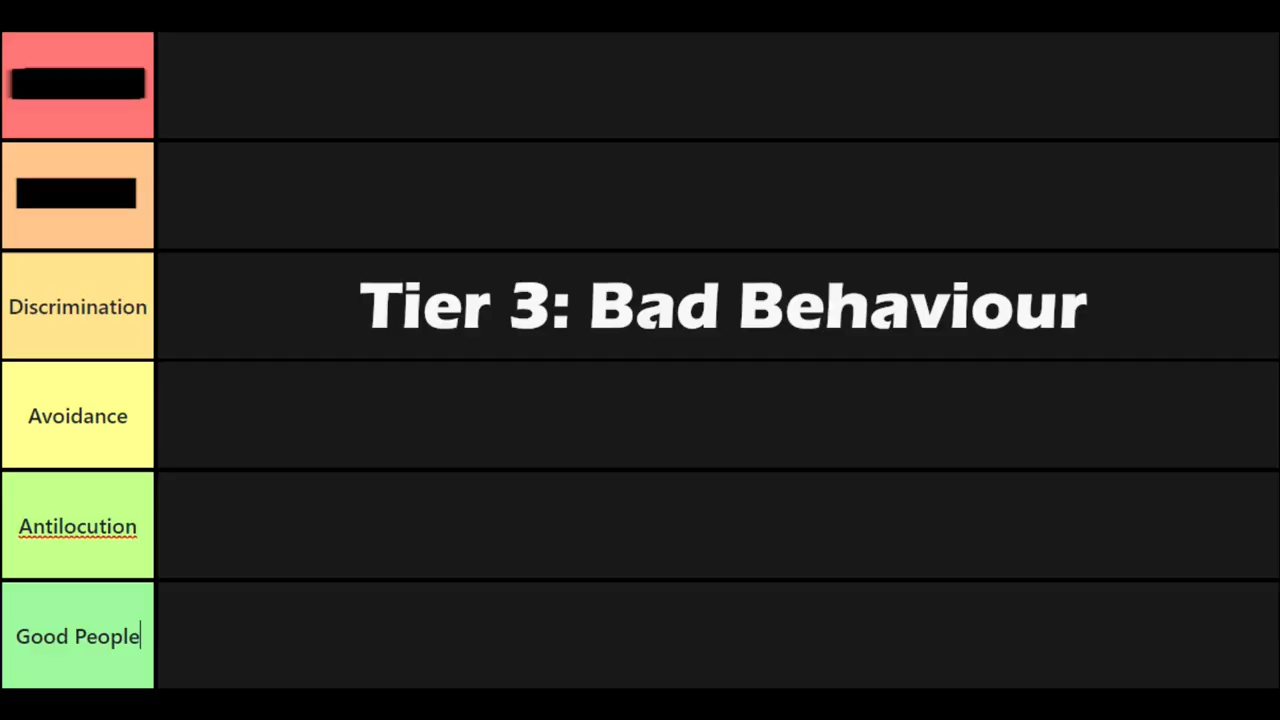 Discrimination
Tier 3: Bad Behaviour
Avoidance
Antilocution
Good People